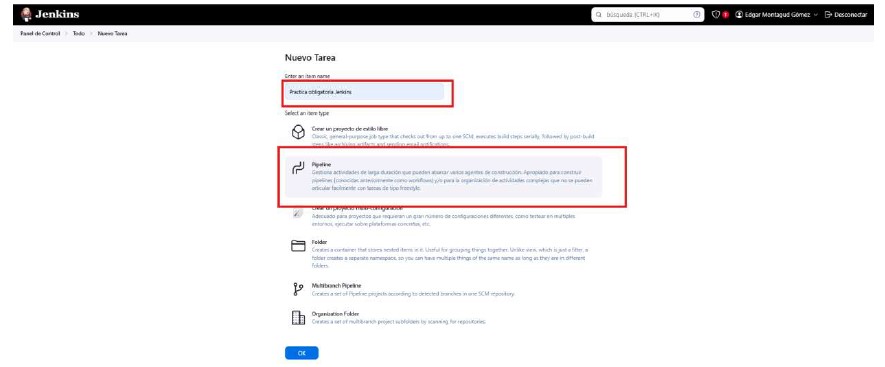 Jenkins
búsqueda (CTRL+K)
Edgar Montagud Gómez
Desconectar
Panel de Control > Todo > Nuevo Tarea
Nuevo Tarea
Enter an item name
Practica obligatoria Jenkins
Select an item type
Crear un proyecto de estilo libre
Classic, general-purpose job type that checks out from up to one SCM, executes build steps serially, followed by post-build
steps like archiving artifacts and sending email notifications.
Pipeline
Gestiona actividades de larga duración que pueden abarcar varios agentes de construcción. Apropiado para construir
pipelines (conocidas anteriormente como workflows) y/o para la organización de actividades complejas que no se pueden
articular fácilmente con tareas de tipo freestyle.
Crear un proyecto multi-configuración
Adecuado para proyectos que requieran un gran número de configuraciones diferentes, como testear en multiples
entornos, ejecutar sobre plataformas concretas, etc.
Folder
Creates a container that stores nested items in it. Useful for grouping things together. Unlike view, which is just a filter, a
folder creates a separate namespace, so you can have multiple things of the same name as long as they are in different
folders.
Multibranch Pipeline
Creates a set of Pipeline projects according to detected branches in one SCM repository.
Organization Folder
Creates a set of multibranch project subfolders by scanning for repositories.
OK